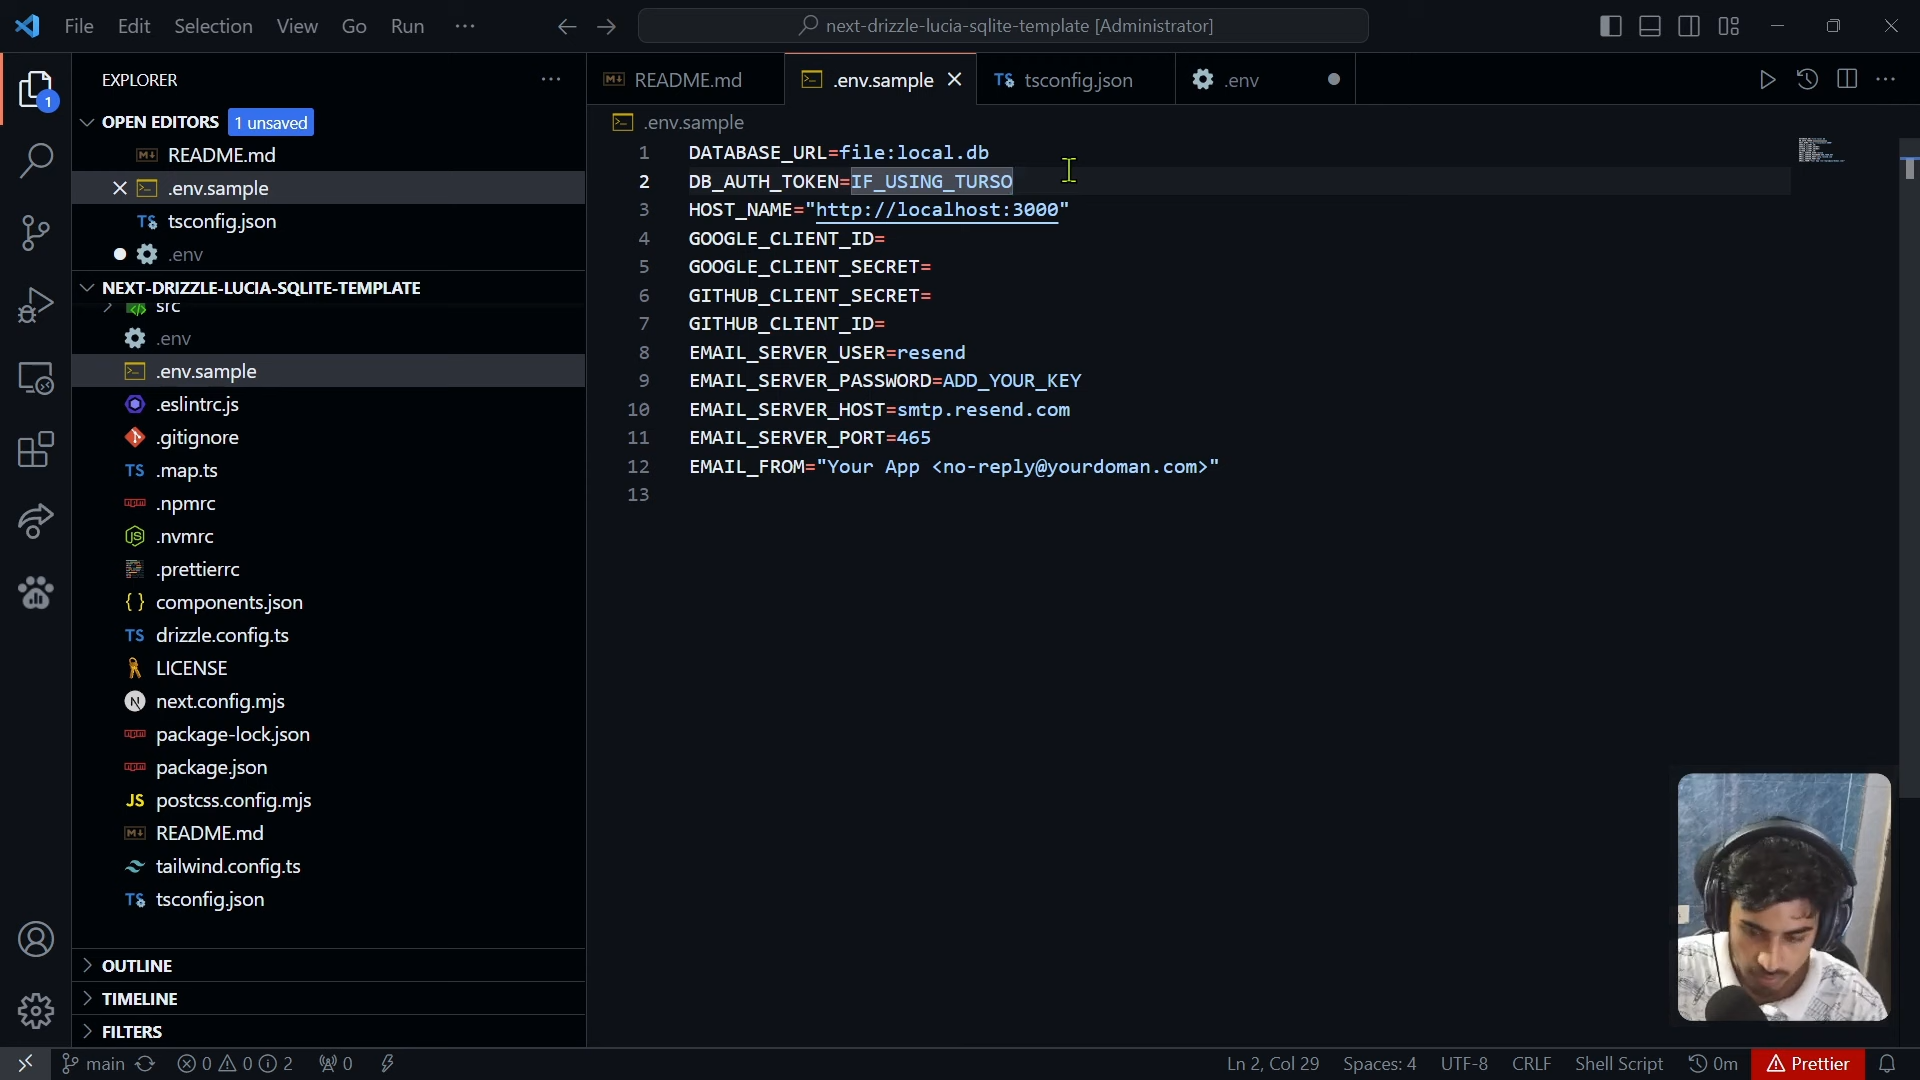 File Edit Selection View Go Run ···
next-drizzle-lucia-sqlite-template [Administrator]
EXPLORER
OPEN EDITORS 1 unsaved
README.md
.env.sample
tsconfig.json
.env
NEXT-DRIZZLE-LUCIA-SQLITE-TEMPLATE
src
.env
.env.sample
.eslintrc.js
.gitignore
TS .map.ts
.npmrc
.nvmrc
.prettierrc
{ } components.json
TS drizzle.config.ts
LICENSE
N next.config.mjs
package-lock.json
package.json
JS postcss.config.mjs
README.md
tailwind.config.ts
TS tsconfig.json
OUTLINE
TIMELINE
FILTERS
README.md .env.sample TS tsconfig.json .env
.env.sample
1 DATABASE_URL=file:local.db
2 DB_AUTH_TOKEN=IF_USING_TURSO
3 HOST_NAME="http://localhost:3000"
4 GOOGLE_CLIENT_ID=
5 GOOGLE_CLIENT_SECRET=
6 GITHUB_CLIENT_SECRET=
7 GITHUB_CLIENT_ID=
8 EMAIL_SERVER_USER=resend
9 EMAIL_SERVER_PASSWORD=ADD_YOUR_KEY
10 EMAIL_SERVER_HOST=smtp.resend.com
11 EMAIL_SERVER_PORT=465
12 EMAIL_FROM="Your App <no-reply@yourdoman.com>"
13
main 0 0 2 0 Ln 2, Col 29 Spaces: 4 UTF-8 CRLF Shell Script 0m Prettier